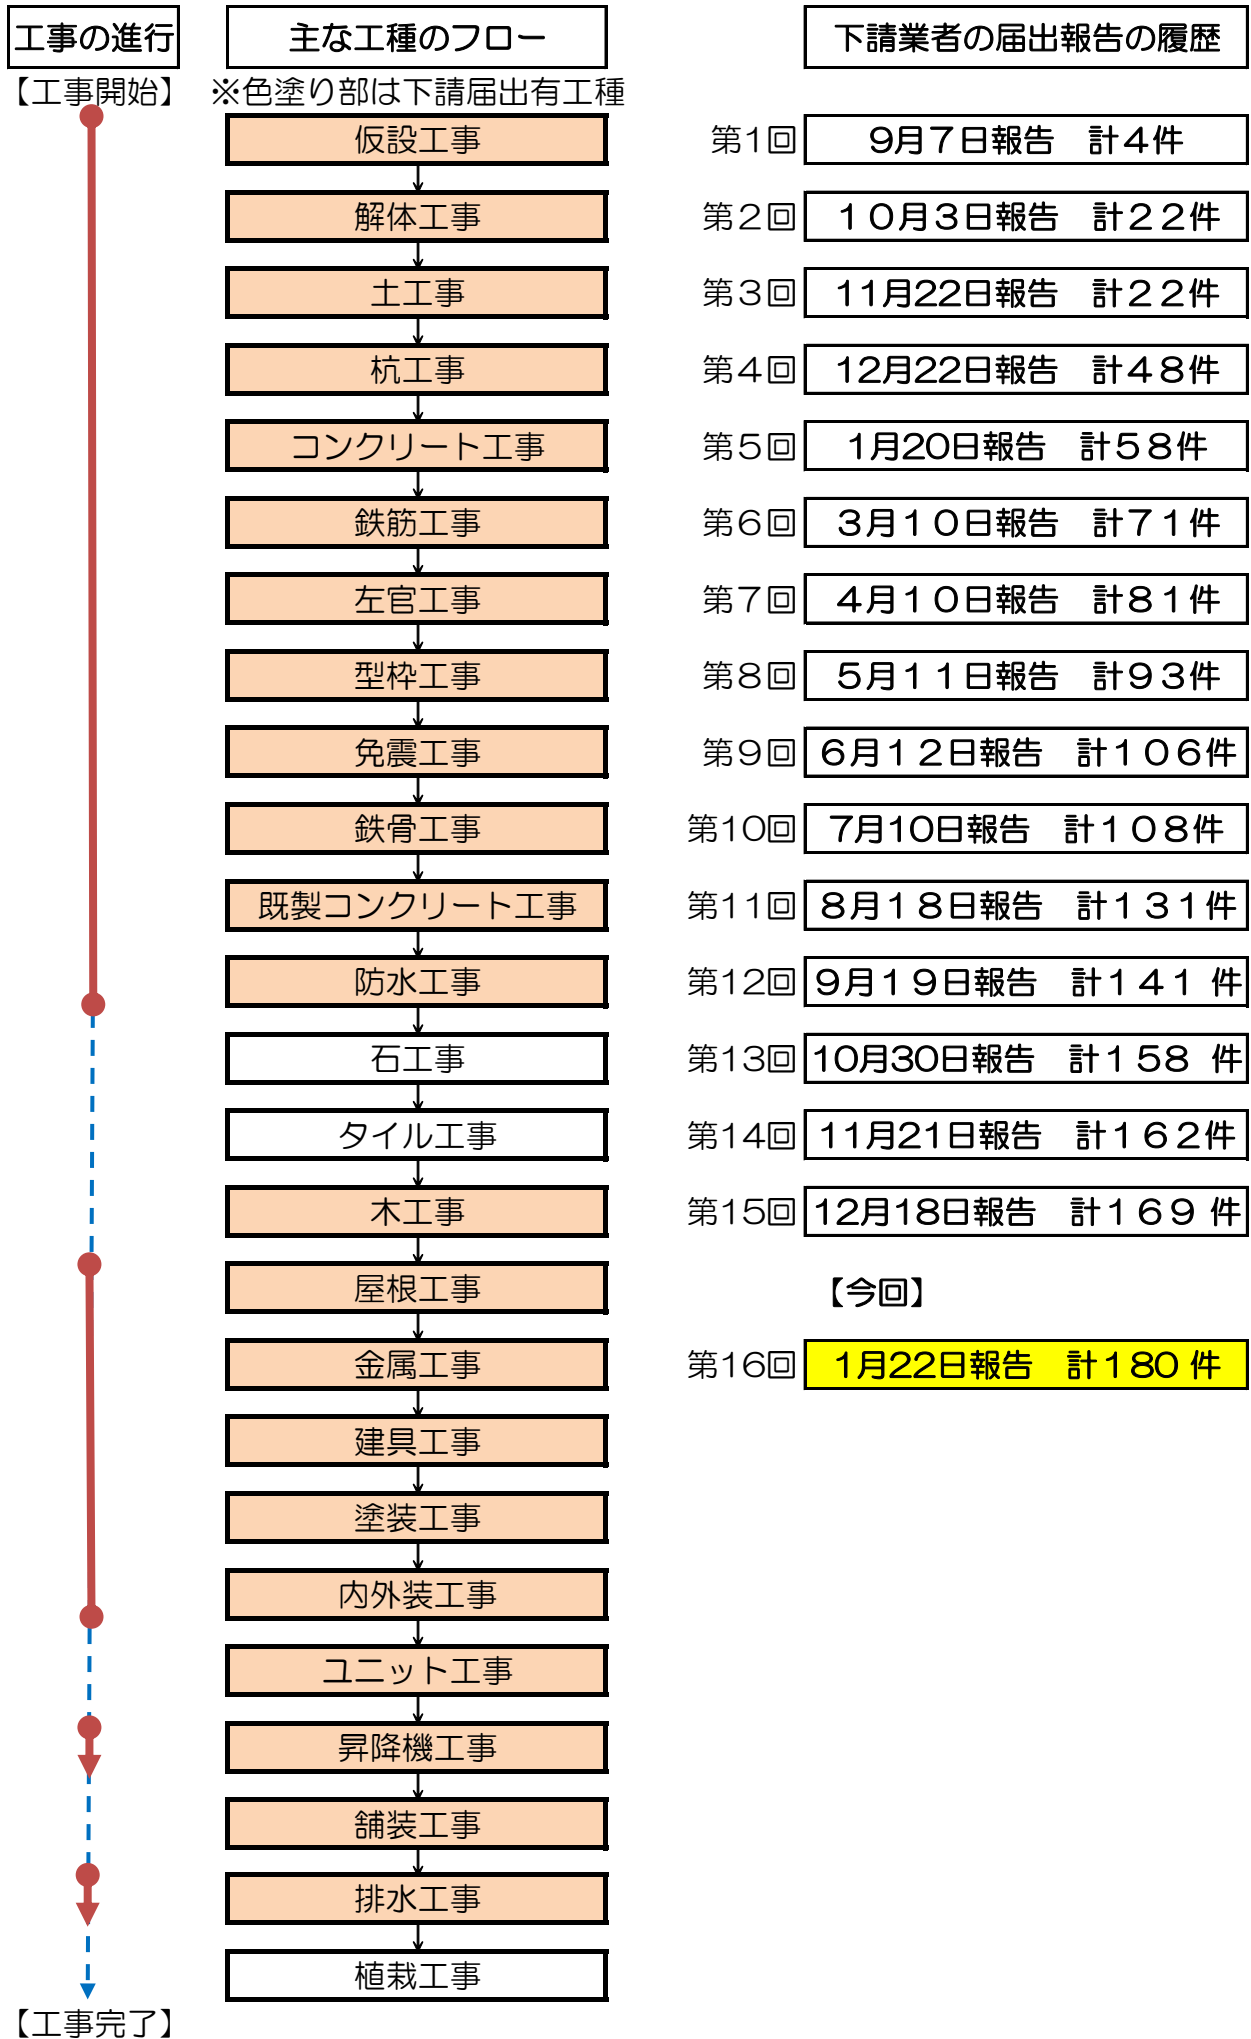 工事の進行
【工事開始】
主な工種のフロー
※色塗り部は下請届出有工種
仮設工事
解体工事
土工事
杭工事
コンクリート工事
鉄筋工事
左官工事
型枠工事
免震工事
鉄骨工事
既製コンクリート工事
防水工事
石工事
タイル工事
木工事
屋根工事
金属工事
建具工事
塗装工事
内外装工事
ユニット工事
昇降機工事
舗装工事
排水工事
植栽工事
【工事完了】
下請業者の届出報告の履歴
第1回 9月7日報告 計4件
第2回 10月3日報告 計22件
第3回 11月22日報告 計22件
第4回 12月22日報告 計48件
第5回 1月20日報告 計58件
第6回 3月10日報告 計71件
第7回 4月10日報告 計81件
第8回 5月11日報告 計93件
第9回 6月12日報告 計106件
第10回 7月10日報告 計108件
第11回 8月18日報告 計131件
第12回 9月19日報告 計141 件
第13回 10月30日報告 計158 件
第14回 11月21日報告 計162件
第15回 12月18日報告 計169 件
【今回】
第16回 1月22日報告 計180 件